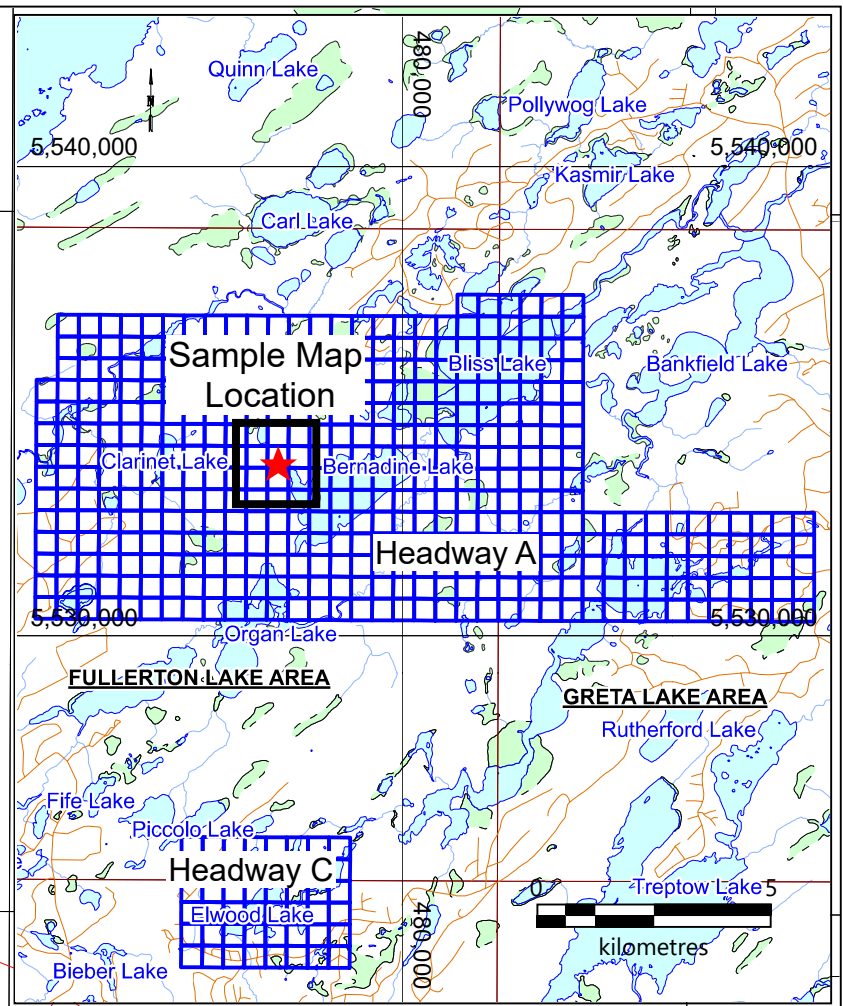 Quinn Lake
480,000
N
Pollywog Lake
5,540,000
5,540,000
Kasmir Lake
Carl Lake
Sample Map
Location
Bliss Lake
Bankfield Lake
Clarinet Lake
Bernadine Lake
Headway A
5,530,000
5,530,000
Organ Lake
FULLERTON LAKE AREA
GRETA LAKE AREA
Rutherford Lake
Fife Lake
Piccolo Lake
Headway C
0
Treptow Lake
5
Elwood Lake
480,000
kilometres
Bieber Lake